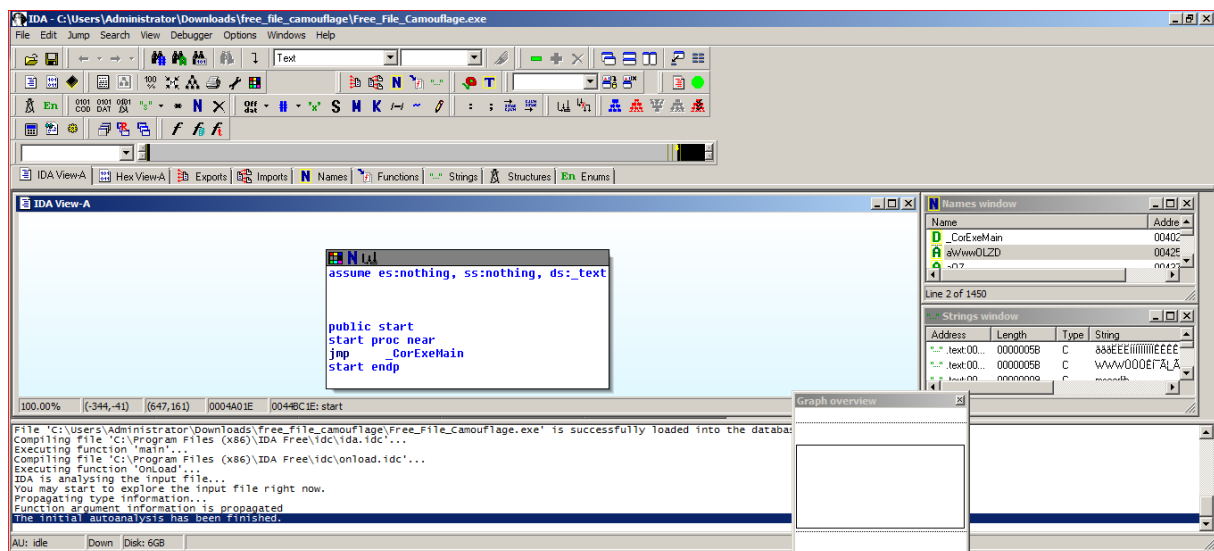 IDA - C:\Users\Administrator\Downloads\free_file_camouflage\Free_File_Camouflage.exe
File Edit Jump Search View Debugger Options Windows Help
Text
En S M K
IDA View-A Hex View-A Exports Imports N Names Functions Strings Structures En Enums
IDA View-A
assume es:nothing, ss:nothing, ds:_text
public start
start proc near
jmp _CorExeMain
start endp
100.00% (-344,-41) (647,161) 0004A01E 0044BC1E: start
Names window
Name Addre
D _CorExeMain 00402
A aWwwOLZD 00425
Line 2 of 1450
Strings window
Address Length Type String
.text:00... 0000005B C
.text:00... 0000005B C
Graph overview
File 'C:\Users\Administrator\Downloads\free_file_camouflage\Free_File_Camouflage.exe' is successfully loaded into the databas
Compiling file 'C:\Program Files (x86)\IDA Free\idc\ida.idc'...
Executing function 'main'...
Compiling file 'C:\Program Files (x86)\IDA Free\idc\onload.idc'...
Executing function 'OnLoad'...
IDA is analysing the input file...
You may start to explore the input file right now.
Propagating type information...
Function argument information is propagated
The initial autoanalysis has been finished.
AU: idle Down Disk: 6GB